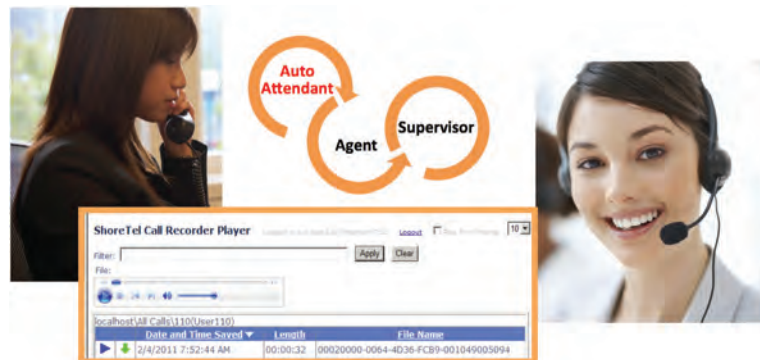 Auto
Attendant
Agent
Supervisor
ShoreTel Call Recorder Player
Logout
10
Filter:
Apply
Clear
File:
localhost\All Calls\110(User110)
Date and Time Saved
Length
File Name
2/4/2011 7:52:44 AM
00:00:32
00020000-0064-4D36-FCB9-001049005094